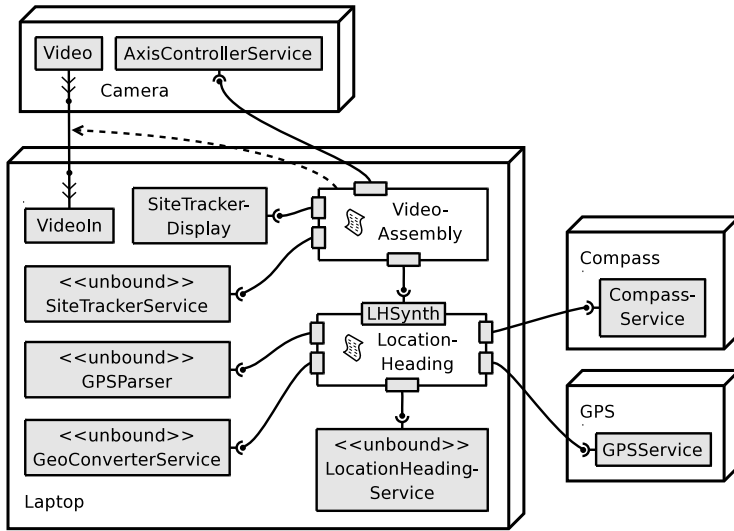 Video
AxisControllerService
Camera
VideoIn
SiteTracker-
Display
Video-
Assembly
<<unbound>>
SiteTrackerService
LHSynth
Location-
Heading
<<unbound>>
GPSParser
<<unbound>>
GeoConverterService
<<unbound>>
LocationHeading-
Service
Laptop
Compass
Compass-
Service
GPS
GPSService